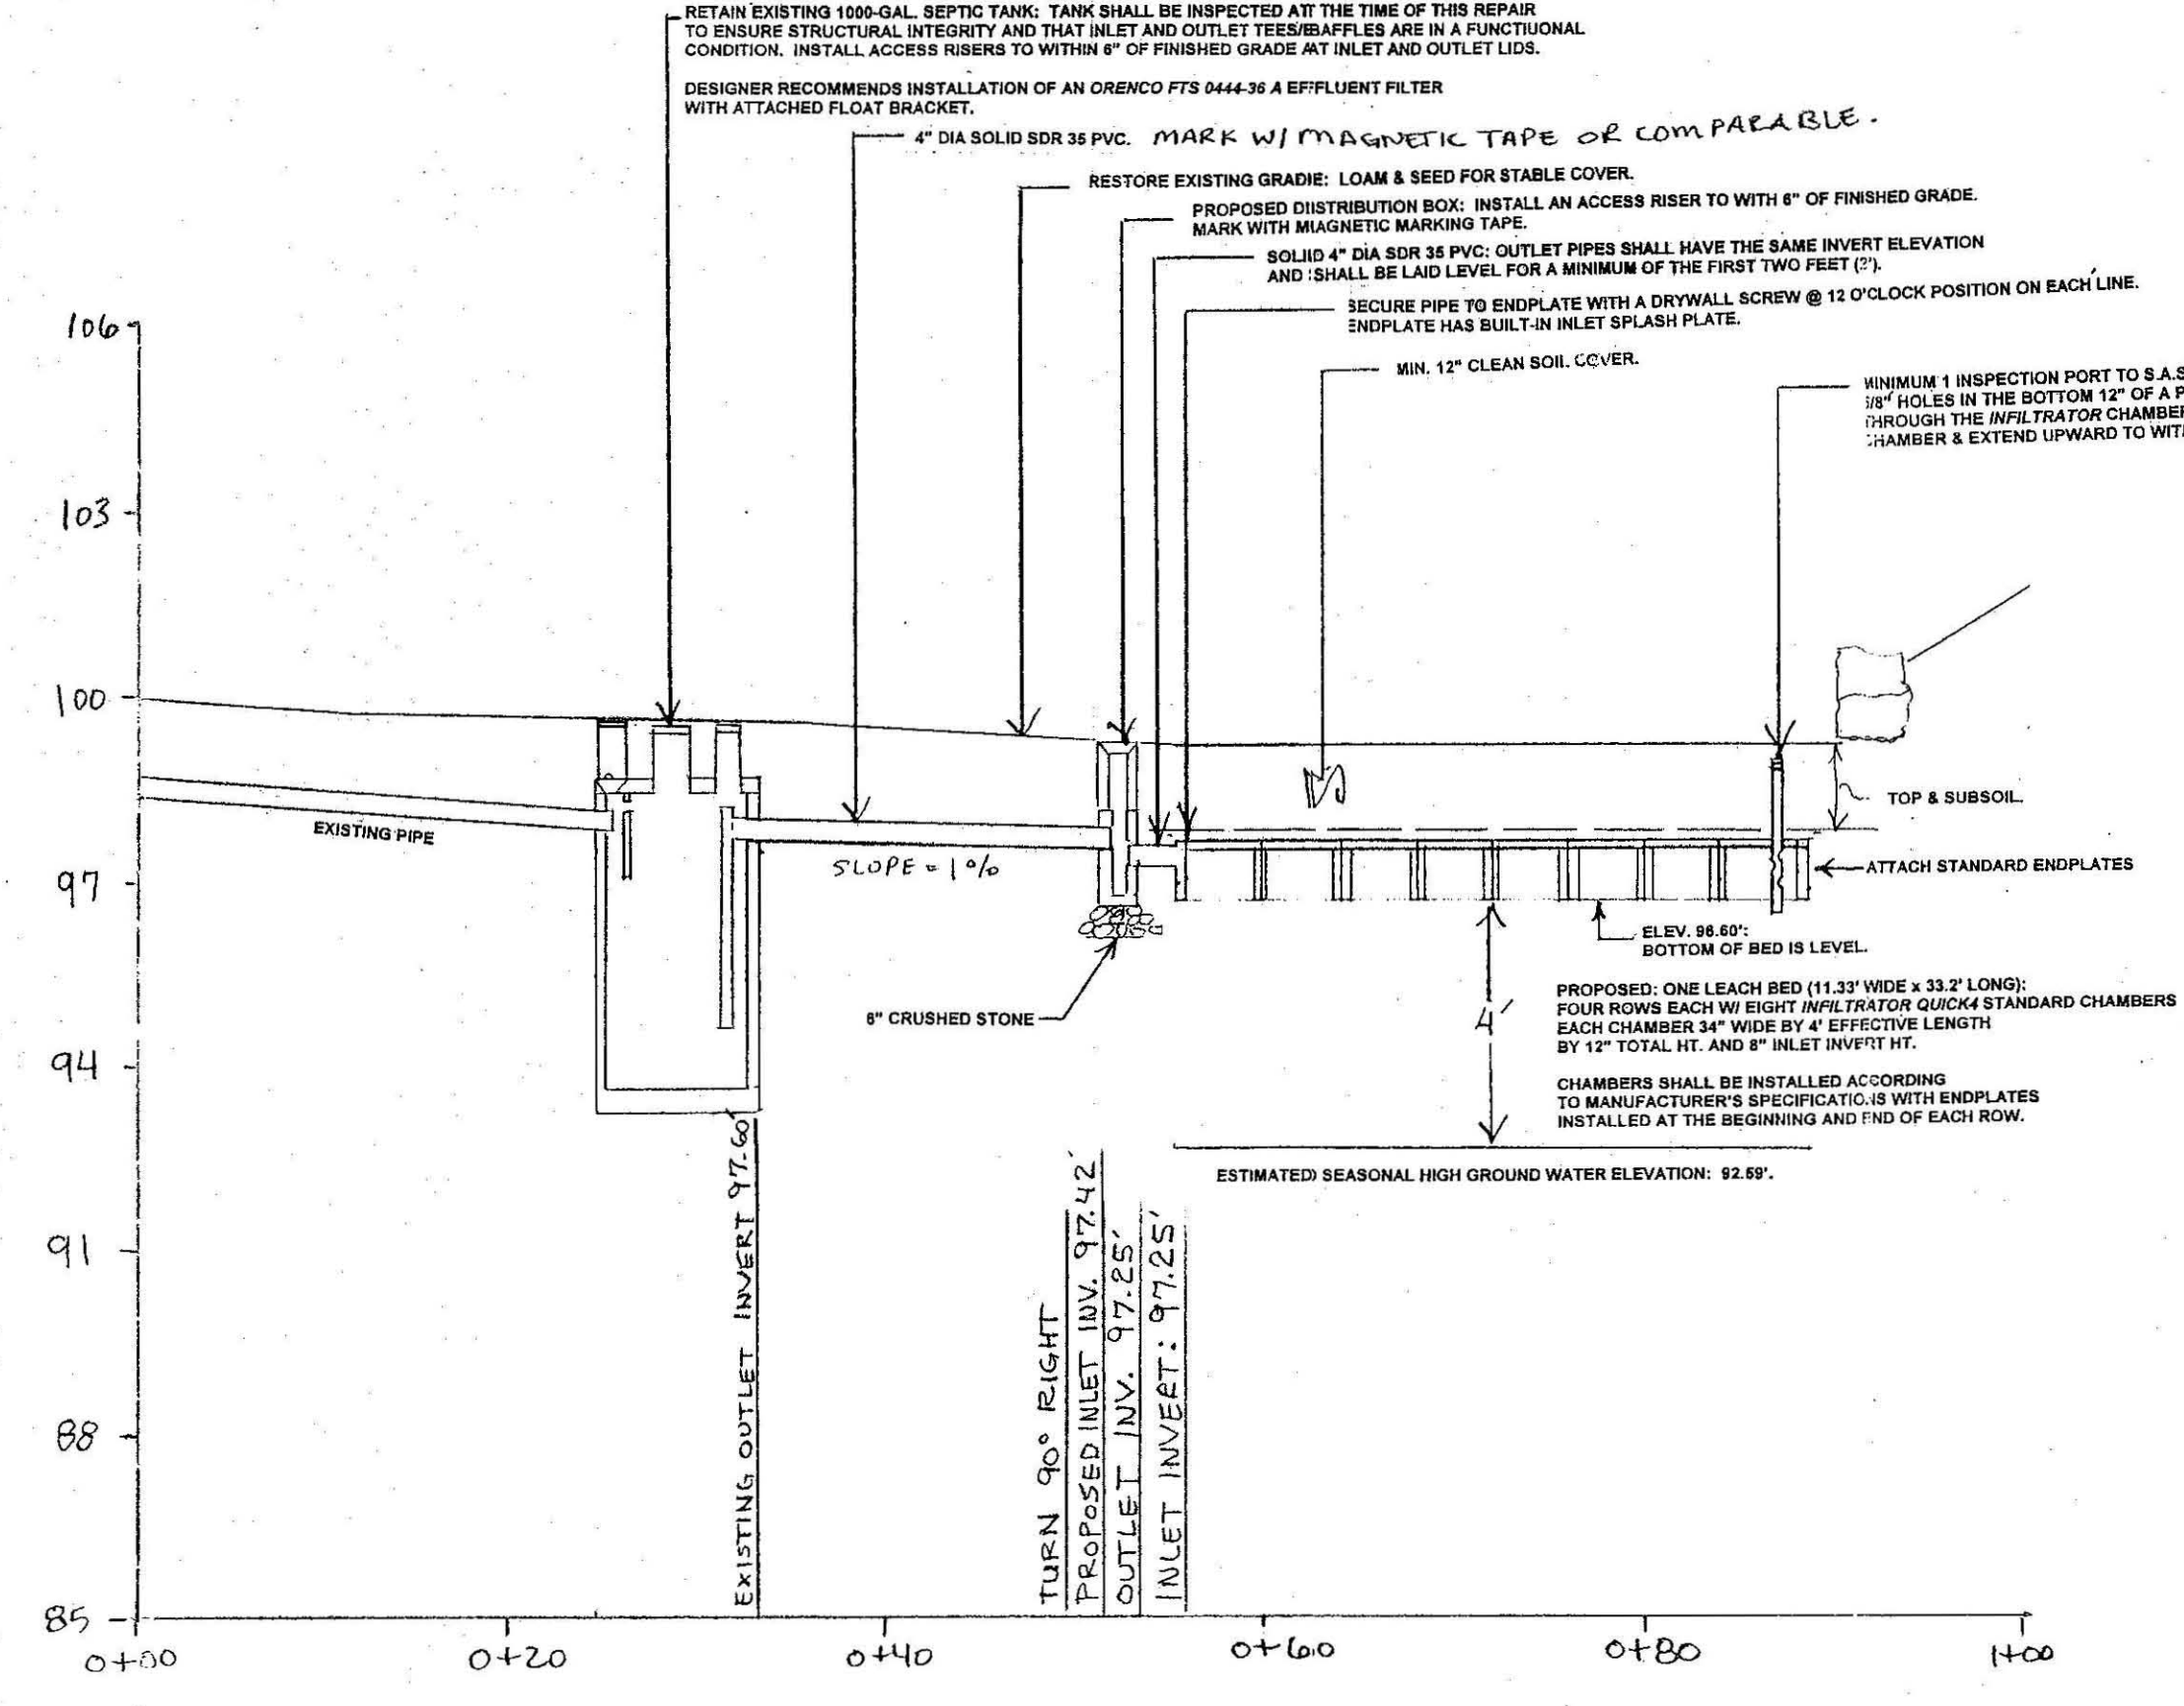 RETAIN EXISTING 1000-GAL. SEPTIC TANK: TANK SHALL BE INSPECTED ATT THE TIME OF THIS REPAIR
TO ENSURE STRUCTURAL INTEGRITY AND THAT INLET AND OUTLET TEES/BAFFLES ARE IN A FUNCTIUONAL
CONDITION. INSTALL ACCESS RISERS TO WITHIN 6" OF FINISHED GRADE AT INLET AND OUTLET LIDS.
DESIGNER RECOMMENDS INSTALLATION OF AN ORENCO FTS 0444-36 A EFFLUENT FILTER
WITH ATTACHED FLOAT BRACKET.
4" DIA SOLID SDR 35 PVC. MARK W/ MAGNETIC TAPE OR COMPARABLE.
RESTORE EXISTING GRADIE: LOAM & SEED FOR STABLE COVER.
PROPOSED DIISTRIBUTION BOX: INSTALL AN ACCESS RISER TO WITH 6" OF FINISHED GRADE.
MARK WITH MIAGNETIC MARKING TAPE.
SOLIID 4" DIA SDR 35 PVC: OUTLET PIPES SHALL HAVE THE SAME INVERT ELEVATION
AND SHALL BE LAID LEVEL FOR A MINIMUM OF THE FIRST TWO FEET (2').
SECURE PIPE TO ENDPLATE WITH A DRYWALL SCREW @ 12 O'CLOCK POSITION ON EACH LINE.
ENDPLATE HAS BUILT-IN INLET SPLASH PLATE.
MIN. 12" CLEAN SOIL COVER.
MINIMUM 1 INSPECTION PORT TO S.A.S
HOLES IN THE BOTTOM 12" OF A
THROUGH THE INFILTRATOR CHAMBER
CHAMBER & EXTEND UPWARD TO
106
103
100
97
94
91
88
85
EXISTING PIPE
SLOPE = 1%
TOP & SUBSOIL.
ATTACH STANDARD ENDPLATES
ELEV. 96.60':
BOTTOM OF BED IS LEVEL.
6" CRUSHED STONE
4'
PROPOSED: ONE LEACH BED (11.33' WIDE x 33.2' LONG):
FOUR ROWS EACH W/ EIGHT INFILTRATOR QUICK4 STANDARD CHAMBERS
EACH CHAMBER 34" WIDE BY 4' EFFECTIVE LENGTH
BY 12" TOTAL HT. AND 8" INLET INVERT HT.
CHAMBERS SHALL BE INSTALLED ACCORDING
TO MANUFACTURER'S SPECIFICATIONS WITH ENDPLATES
INSTALLED AT THE BEGINNING AND END OF EACH ROW.
ESTIMATED) SEASONAL HIGH GROUND WATER ELEVATION: 92.59'.
EXISTING OUTLET INVERT 97.60'
TURN 90° RIGHT
PROPOSED INLET INV. 97.42'
OUTLET INV. 97.25'
INLET INVERT: 97.25'
0+00
0+20
0+40
0+60
0+80
1+00